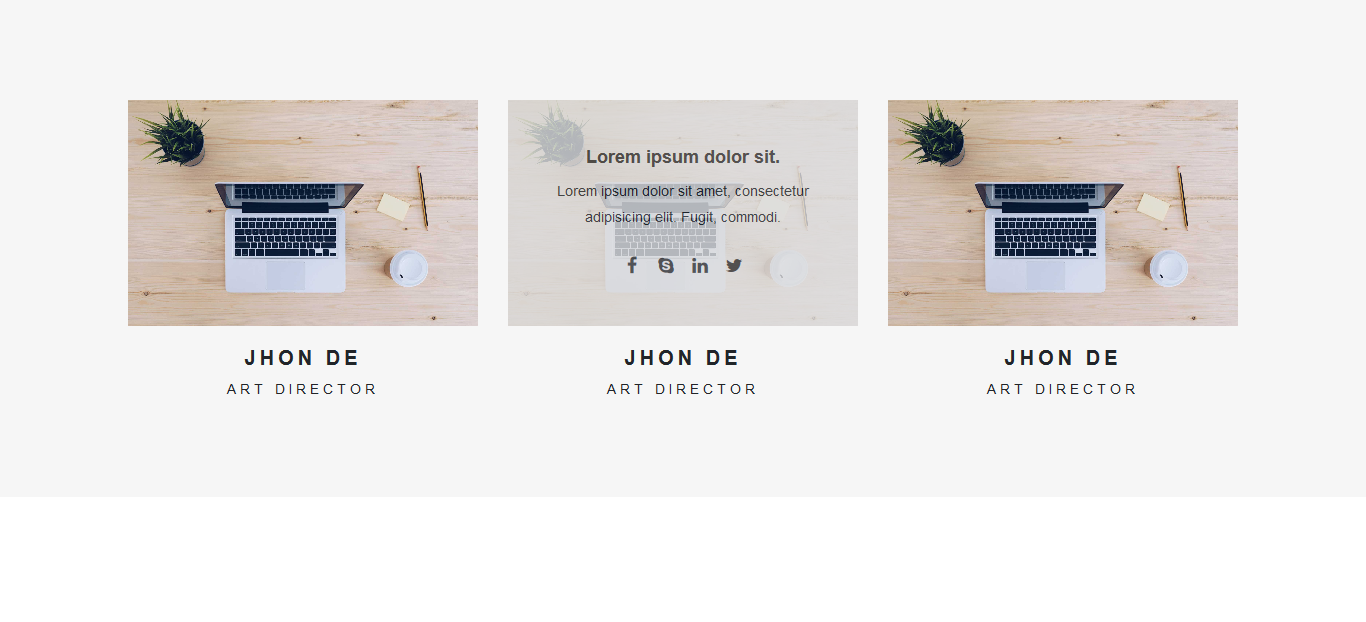 Lorem ipsum dolor sit.
Lorem ipsum dolor sit amet, consectetur
adipisicing elit. Fugit, commodi.
JHON DE
ART DIRECTOR
JHON DE
ART DIRECTOR
JHON DE
ART DIRECTOR